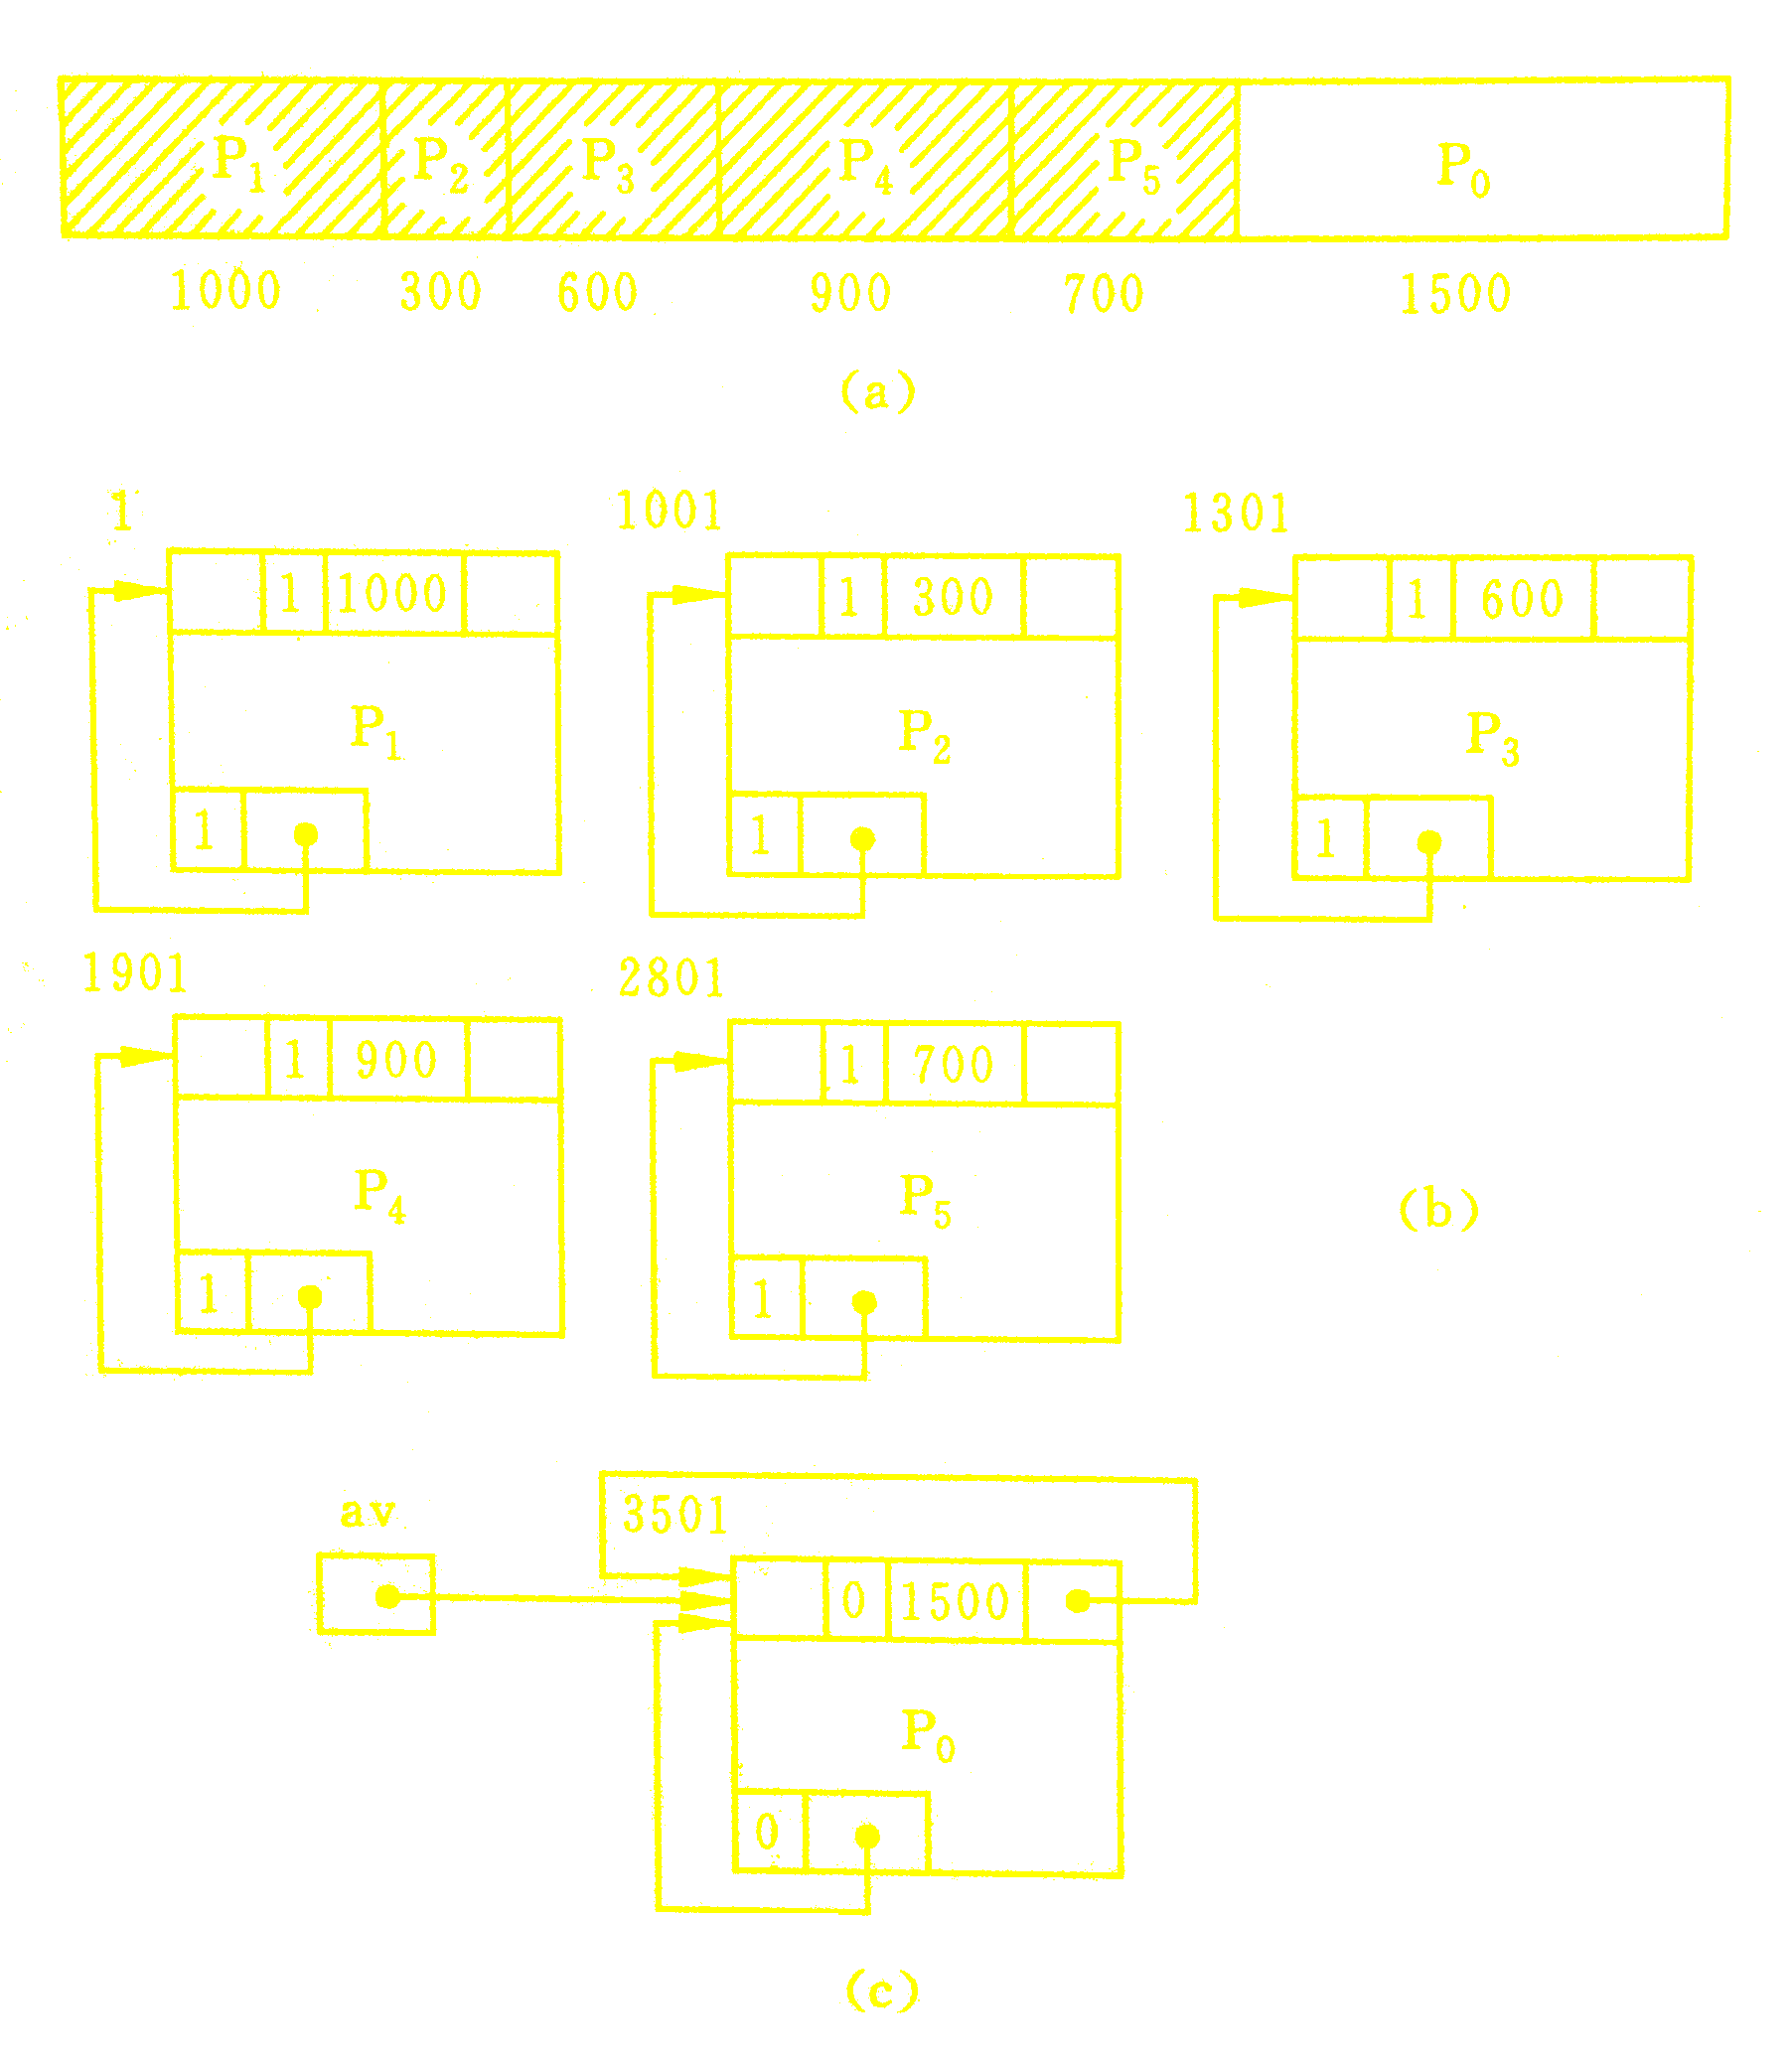 P1 P2 P3 P4 P5 P0
1000 300 600 900 700 1500
(a)
1 1001 1301
1 1000 1 300 1 600
P1 P2 P3
1 1 1
1901 2801
1 900 1 700
P4 P5 (b)
1 1
av 3501
0 1500
P0
0
(c)